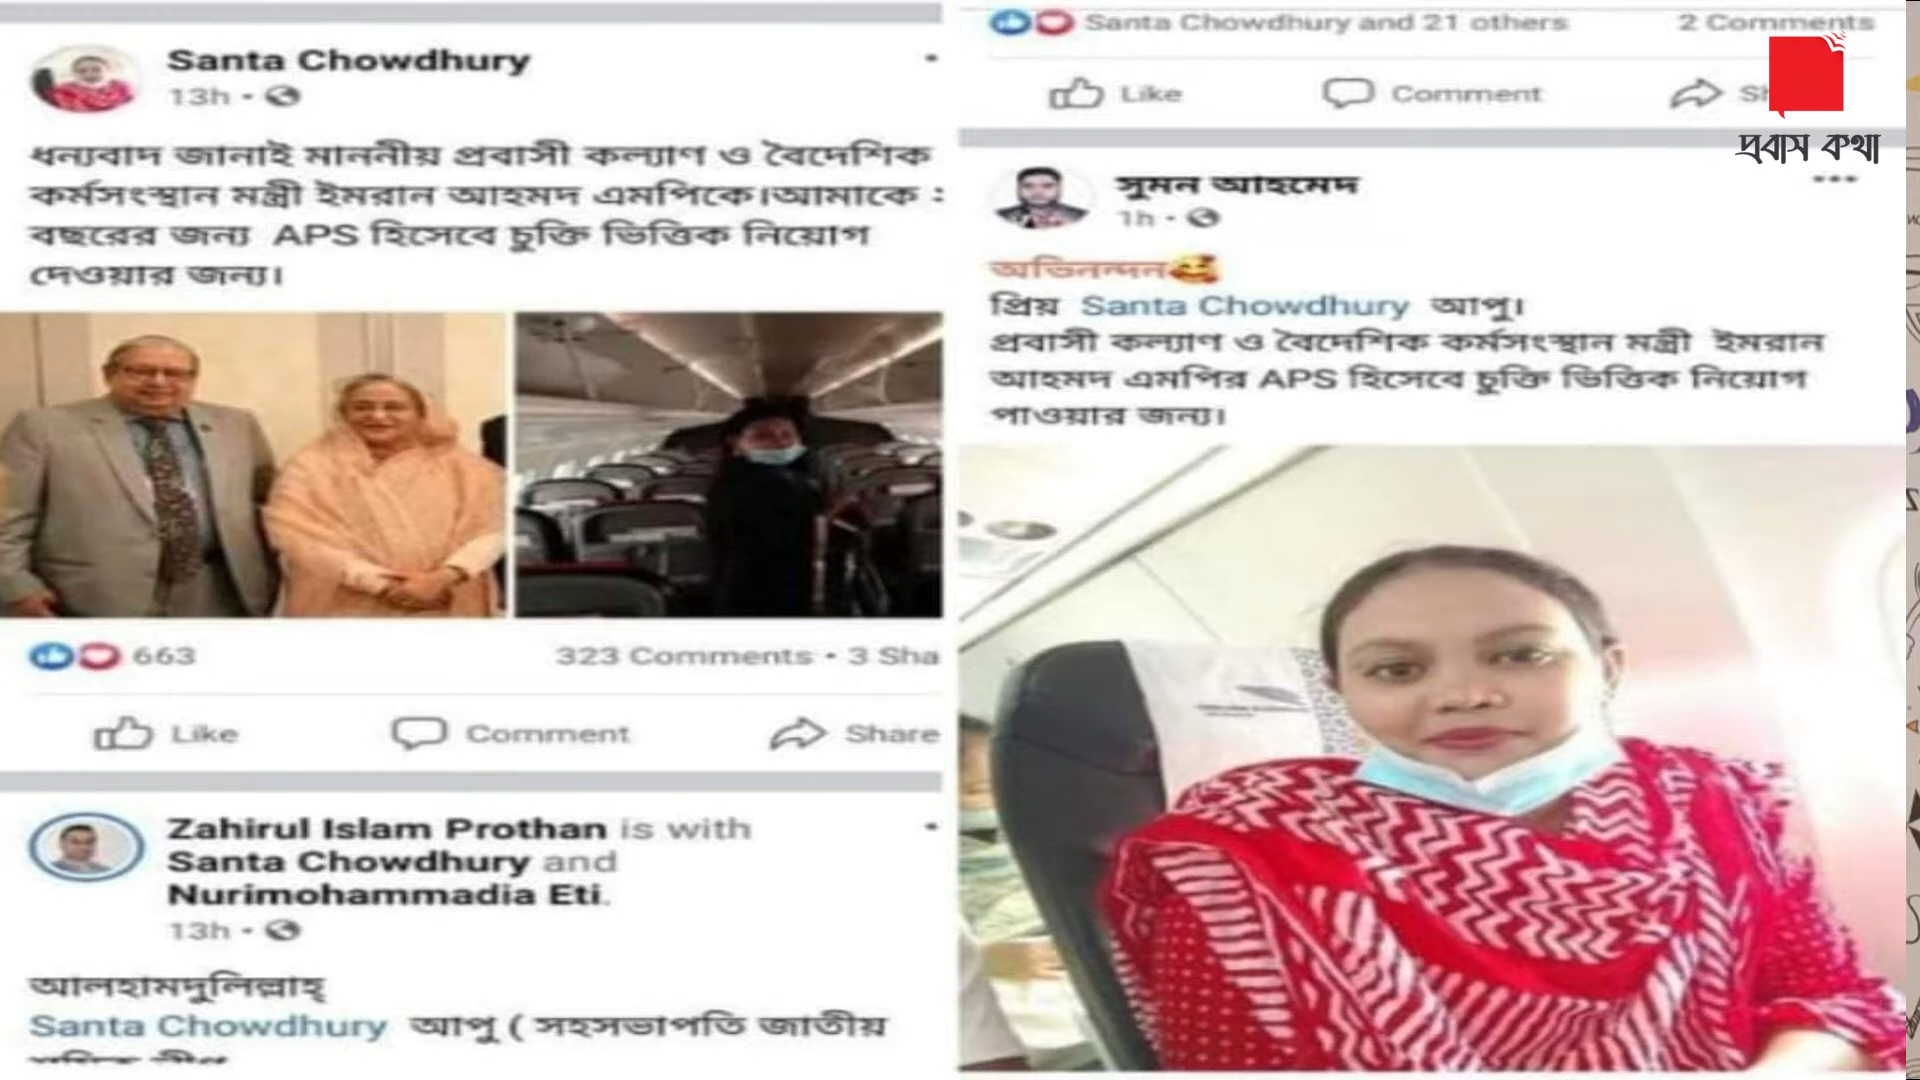 Santa Chowdhury
13h
ধন্যবাদ জানাই মাননীয় প্রবাসী কল্যাণ ও বৈদেশিক
কর্মসংস্থান মন্ত্রী ইমরান আহমদ এমপিকে।আমাকে :
বছরের জন্য APS হিসেবে চুক্তি ভিত্তিক নিয়োগ
দেওয়ার জন্য।
663
323 Comments • 3 Sha
Like
Comment
Share
Zahirul Islam Prothan is with
Santa Chowdhury and
Nurimohammadia Eti.
13h
আলহামদুলিল্লাহ্
Santa Chowdhury আপু ( সহসভাপতি জাতীয়
Santa Chowdhury and 21 others
2 Comments
Like
Comment
Sh
প্রবাস কথা
সুমন আহমেদ
1h
অভিনন্দন🥰
প্রিয় Santa Chowdhury আপু।
প্রবাসী কল্যাণ ও বৈদেশিক কর্মসংস্থান মন্ত্রী ইমরান
আহমদ এমপির APS হিসেবে চুক্তি ভিত্তিক নিয়োগ
পাওয়ার জন্য।